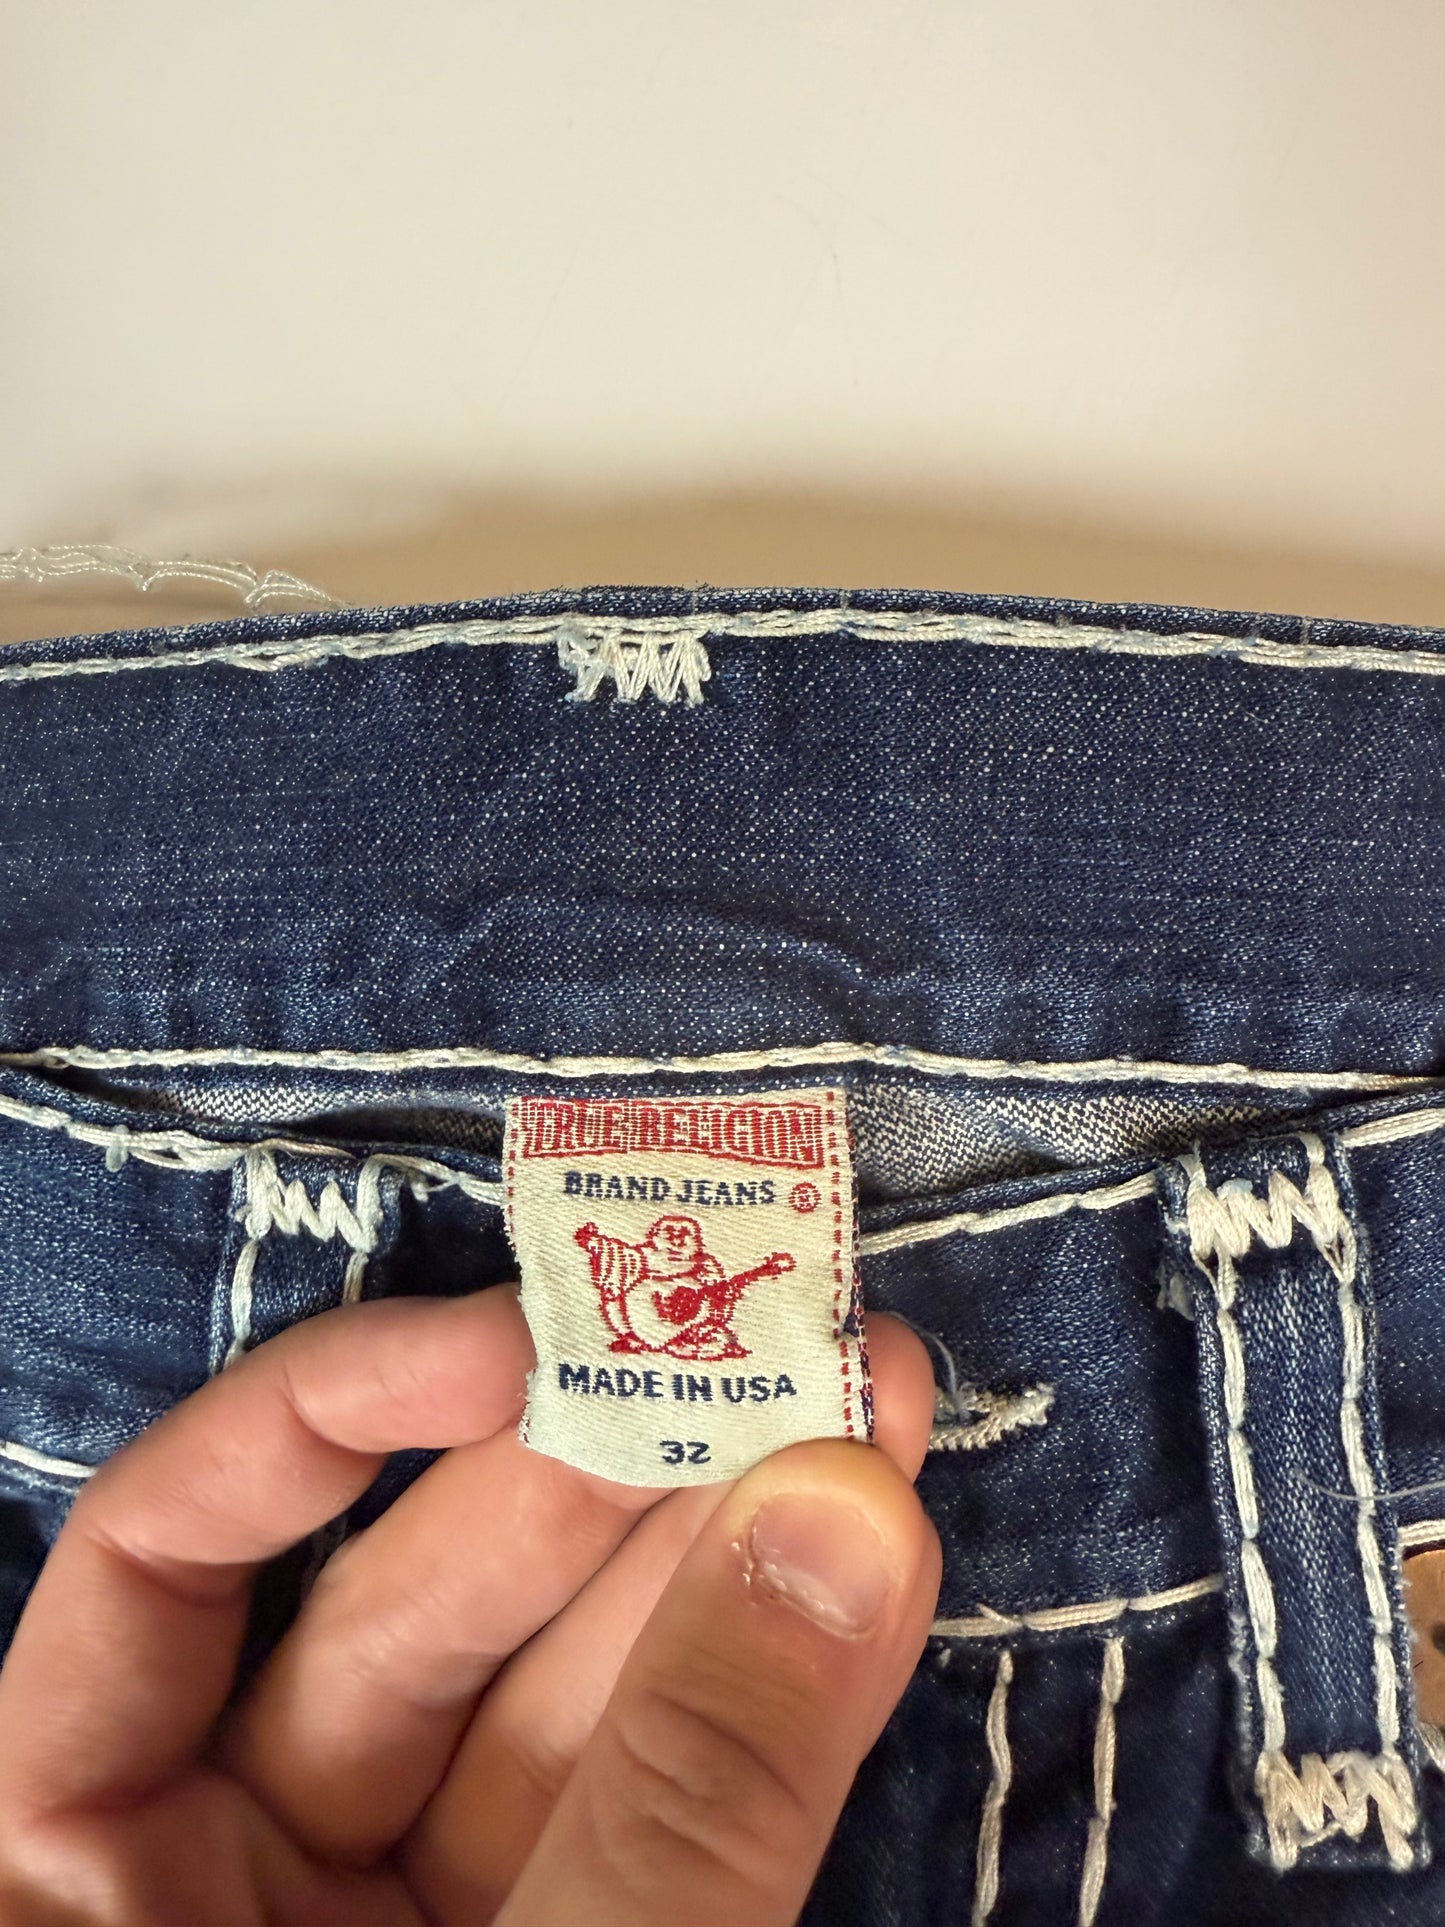 TRUE RELIGION
BRAND JEANS ®
MADE IN USA
32